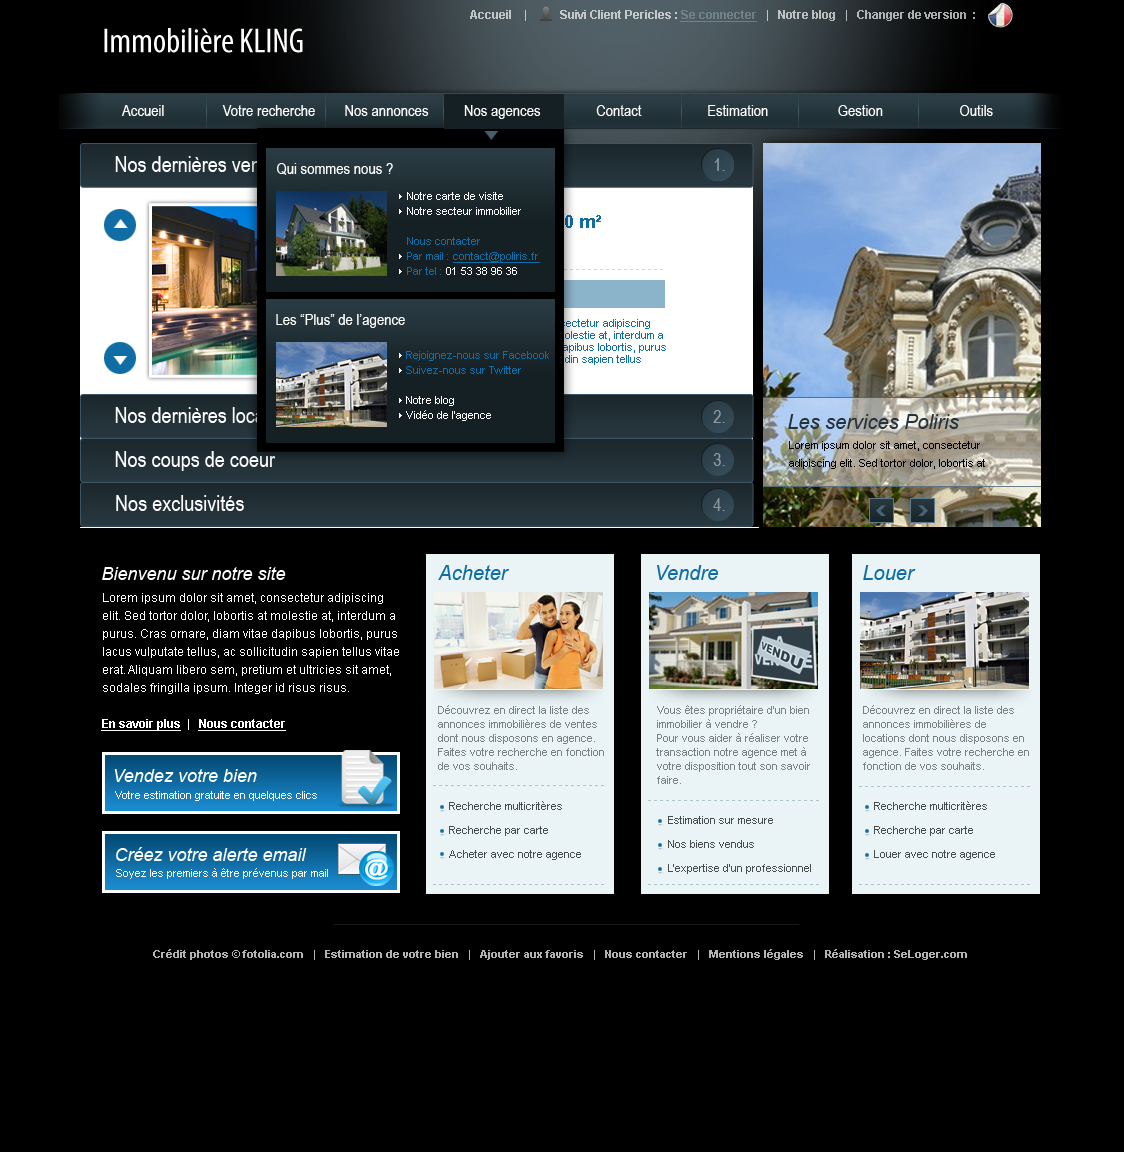 Accueil | Suivi Client Pericles : Se connecter | Notre blog | Changer de version :
Immobilière KLING
Accueil Votre recherche Nos annonces Nos agences Contact Estimation Gestion Outils
Nos dernières ver
1.
0 m²
ectetur adipiscing
olestie at, interdum a
apibus lobortis, purus
din sapien tellus
Qui sommes nous ?
Notre carte de visite
Notre secteur immobilier
Nous contacter
Par mail : contact@poliris.fr
Par tel : 01 53 38 96 36
Les “Plus” de l’agence
Rejoignez-nous sur Facebook
Suivez-nous sur Twitter
Notre blog
Vidéo de l'agence
Nos dernières loca
2.
Nos coups de coeur
3.
Nos exclusivités
4.
Les services Poliris
Lorem ipsum dolor sit amet, consectetur
adipiscing elit. Sed tortor dolor, lobortis at
Bienvenu sur notre site
Lorem ipsum dolor sit amet, consectetur adipiscing
elit. Sed tortor dolor, lobortis at molestie at, interdum a
purus. Cras ornare, diam vitae dapibus lobortis, purus
lacus vulputate tellus, ac sollicitudin sapien tellus vitae
erat. Aliquam libero sem, pretium et ultricies sit amet,
sodales fringilla ipsum. Integer id risus risus.
En savoir plus | Nous contacter
Vendez votre bien
Votre estimation gratuite en quelques clics
Créez votre alerte email
Soyez les premiers à être prévenus par mail
@
Acheter
Découvrez en direct la liste des
annonces immobilières de ventes
dont nous disposons en agence.
Faites votre recherche en fonction
de vos souhaits.
Recherche multicritères
Recherche par carte
Acheter avec notre agence
Vendre
VENDU
VENDRE
Vous êtes propriétaire d'un bien
immobilier à vendre ?
Pour vous aider à réaliser votre
transaction notre agence met à
votre disposition tout son savoir
faire.
Estimation sur mesure
Nos biens vendus
L'expertise d'un professionnel
Louer
Découvrez en direct la liste des
annonces immobilières de
locations dont nous disposons en
agence. Faites votre recherche en
fonction de vos souhaits.
Recherche multicritères
Recherche par carte
Louer avec notre agence
Crédit photos © fotolia.com | Estimation de votre bien | Ajouter aux favoris | Nous contacter | Mentions légales | Réalisation : SeLoger.com